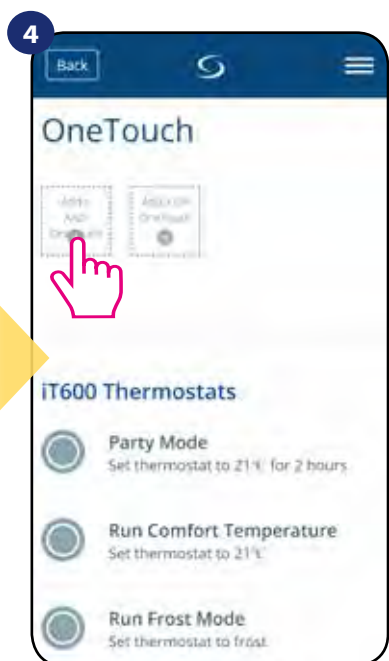 4
Back
OneTouch
OneTouch
iT600 Thermostats
Party Mode
Set thermostat to 21°c for 2 hours
Run Comfort Temperature
Set thermostat to 21°c
Run Frost Mode
Set thermostat to frost